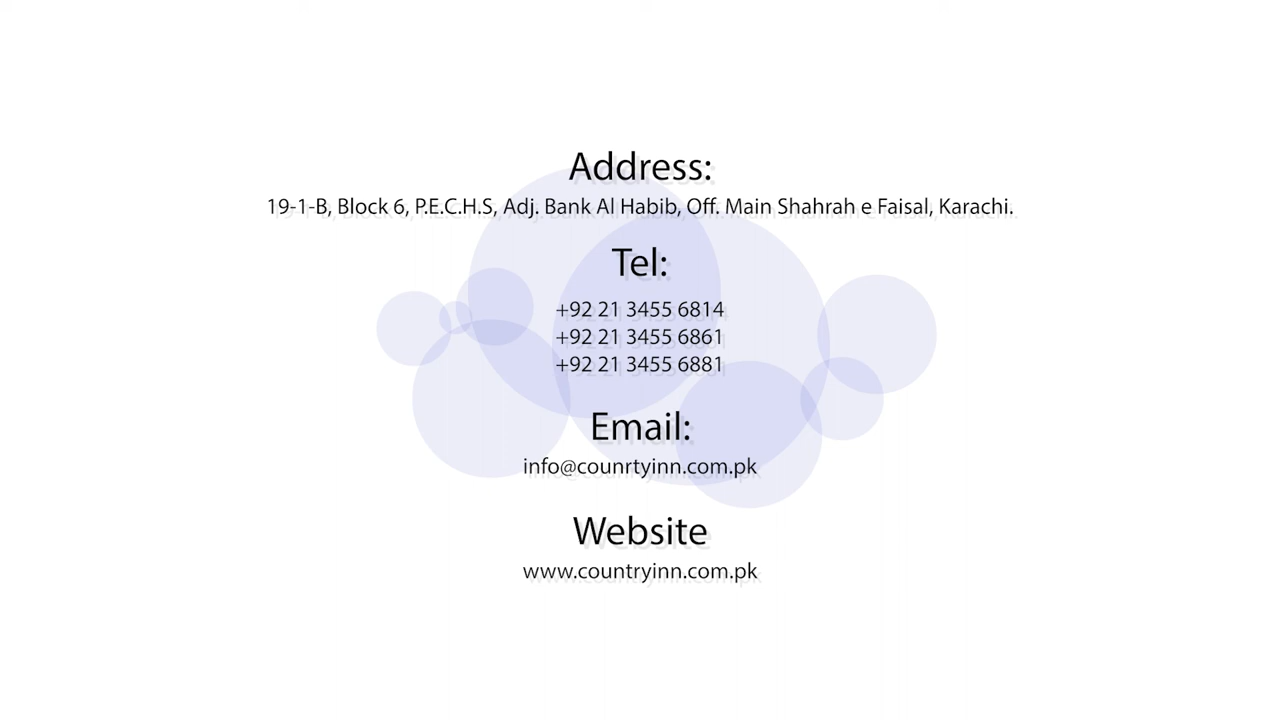 Address:
19-1-B, Block 6, P.E.C.H.S, Adj. Bank Al Habib, Off. Main Shahrah e Faisal, Karachi.
Tel:
+92 21 3455 6814
+92 21 3455 6861
+92 21 3455 6881
Email:
info@counrtyinn.com.pk
Website
www.countryinn.com.pk